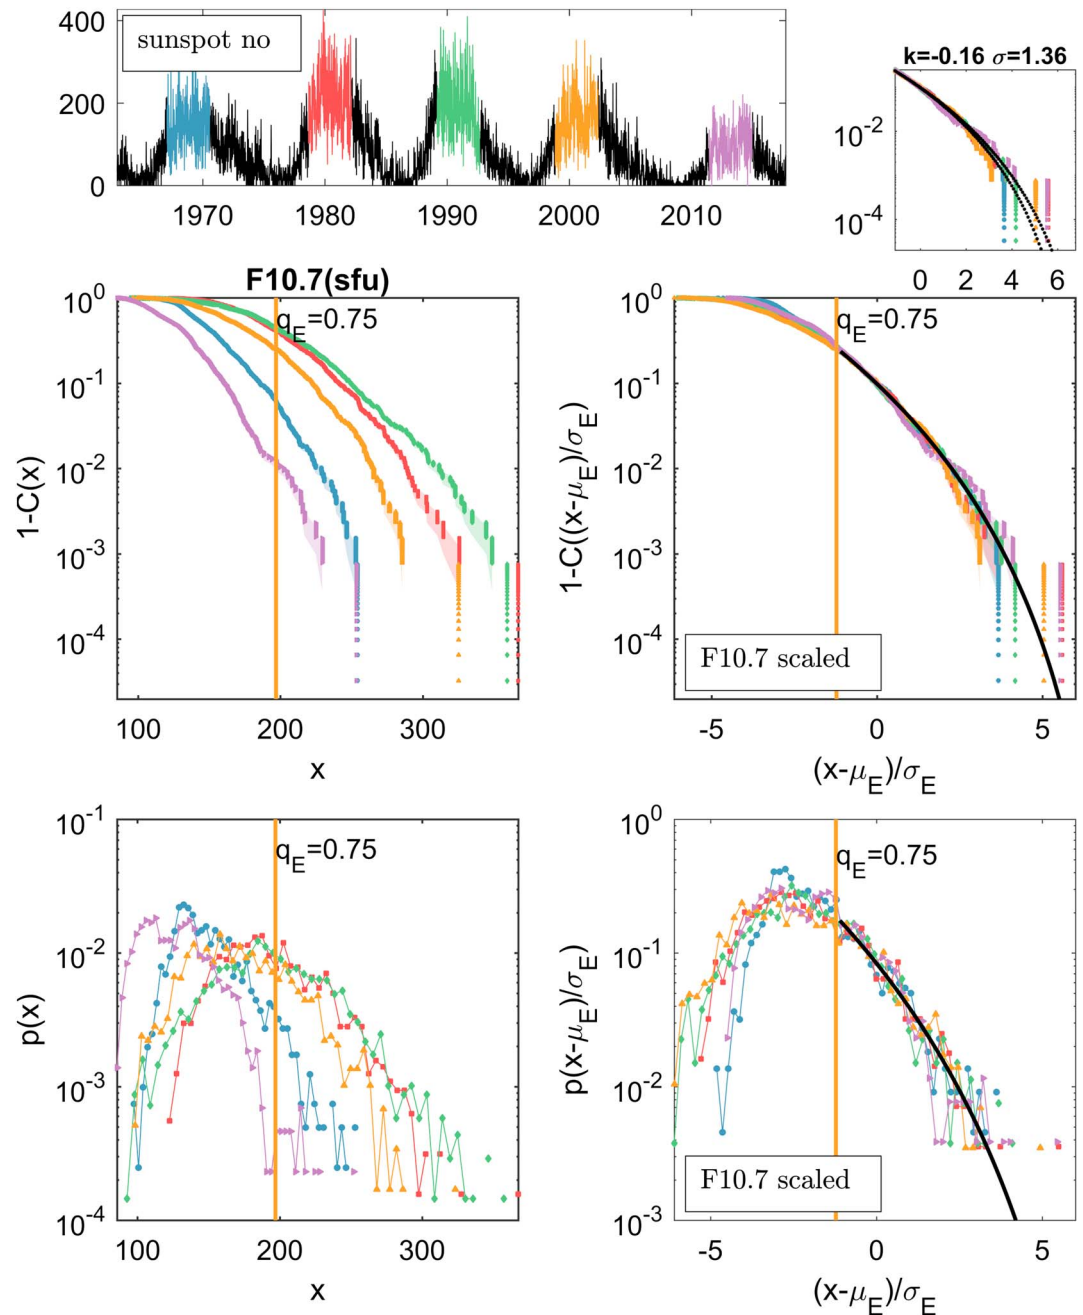 400
200
0
sunspot no
1970 1980 1990 2000 2010
k=-0.16 σ=1.36
10^-2
10^-4
0 2 4 6
F10.7(sfu)
10^0
10^-1
10^-2
10^-3
10^-4
1-C(x)
q_E=0.75
100 200 300
x
10^0
10^-1
10^-2
10^-3
10^-4
1-C((x-μ_E)/σ_E)
q_E=0.75
F10.7 scaled
-5 0 5
(x-μ_E)/σ_E
10^-1
10^-2
10^-3
10^-4
p(x)
q_E=0.75
100 200 300
x
10^0
10^-1
10^-2
10^-3
p(x-μ_E)/σ_E)
q_E=0.75
F10.7 scaled
-5 0 5
(x-μ_E)/σ_E